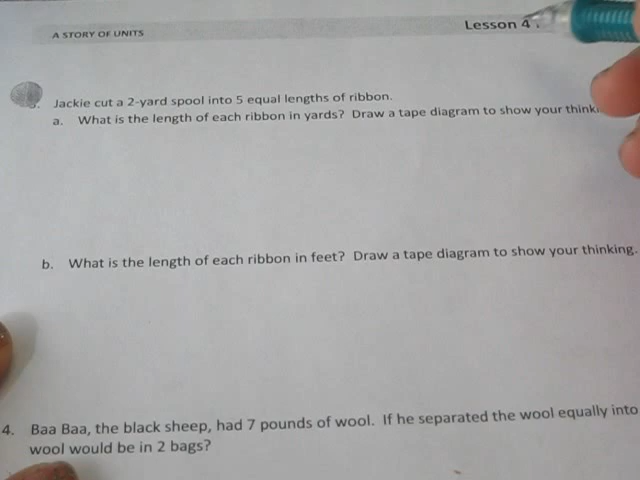 A STORY OF UNITS
Lesson 4
3. Jackie cut a 2-yard spool into 5 equal lengths of ribbon.
a. What is the length of each ribbon in yards? Draw a tape diagram to show your
b. What is the length of each ribbon in feet? Draw a tape diagram to show your thinking.
4. Baa Baa, the black sheep, had 7 pounds of wool. If he separated the wool equally into
wool would be in 2 bags?